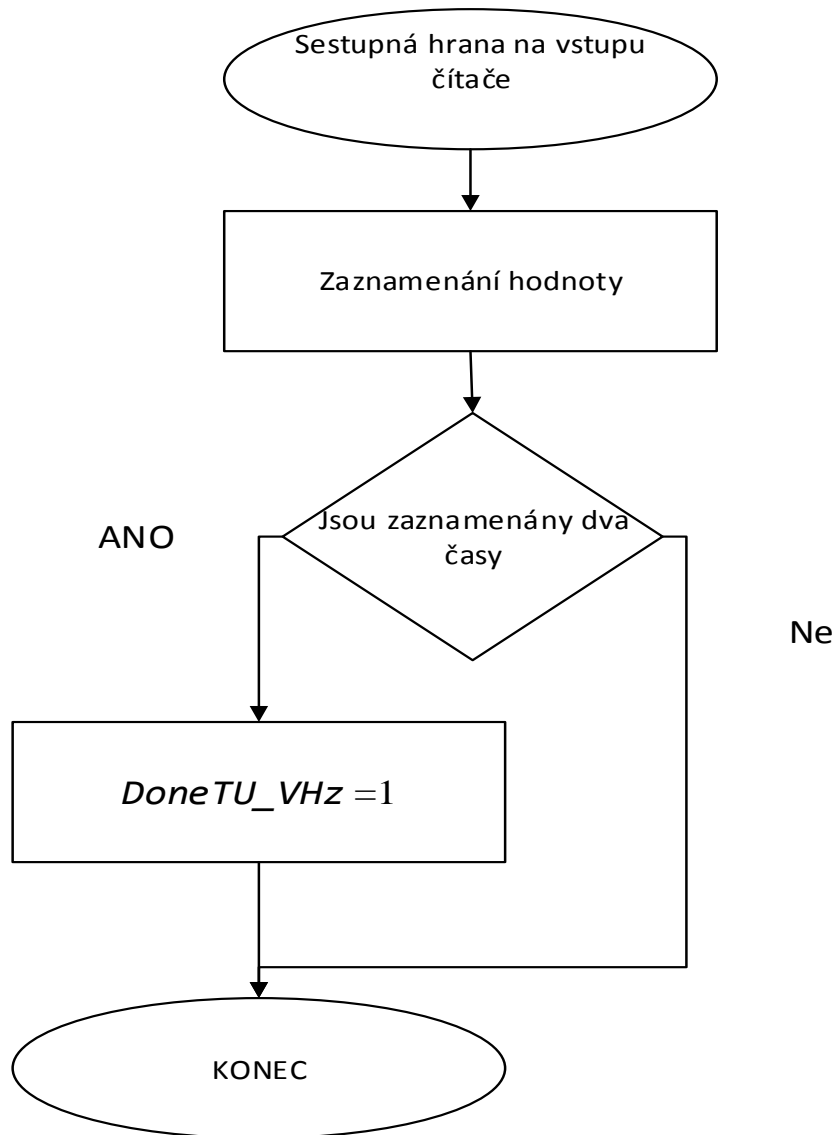 Sestupná hrana na vstupu
čítače
Zaznamenání hodnoty
Jsou zaznamenány dva
časy
ANO
Ne
DoneTU_VHz =1
KONEC